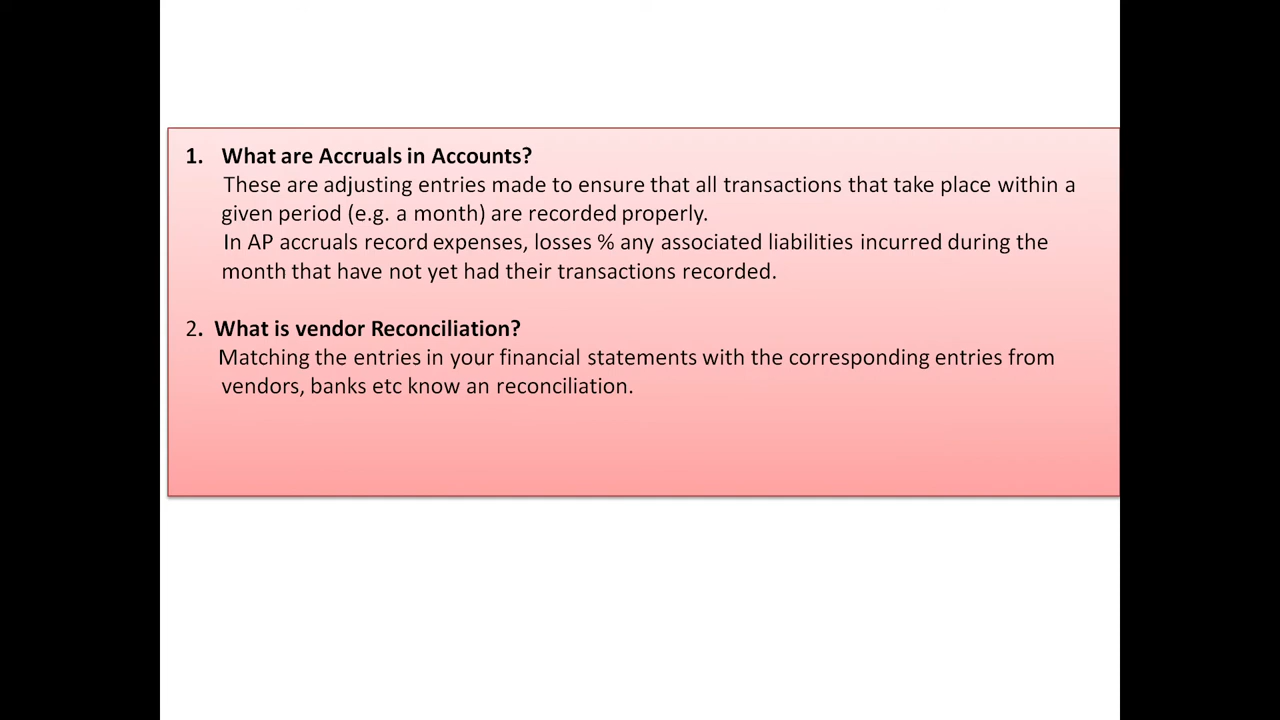 1. What are Accruals in Accounts?
These are adjusting entries made to ensure that all transactions that take place within a
given period (e.g. a month) are recorded properly.
In AP accruals record expenses, losses % any associated liabilities incurred during the
month that have not yet had their transactions recorded.
2. What is vendor Reconciliation?
Matching the entries in your financial statements with the corresponding entries from
vendors, banks etc know an reconciliation.